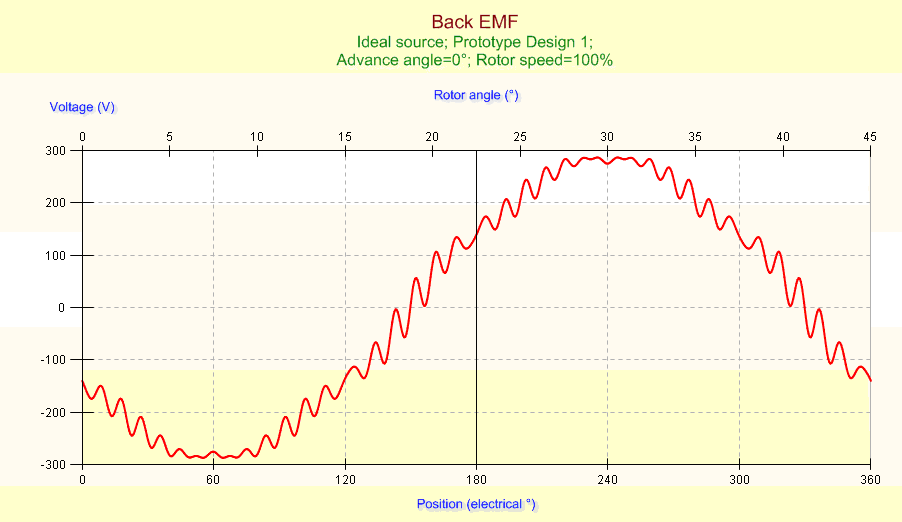 Back EMF
Ideal source; Prototype Design 1;
Advance angle=0°; Rotor speed=100%
Rotor angle (°)
Voltage (V)
0 5 10 15 20 25 30 35 40 45
300
200
100
0
-100
-200
-300
0 60 120 180 240 300 360
Position (electrical °)